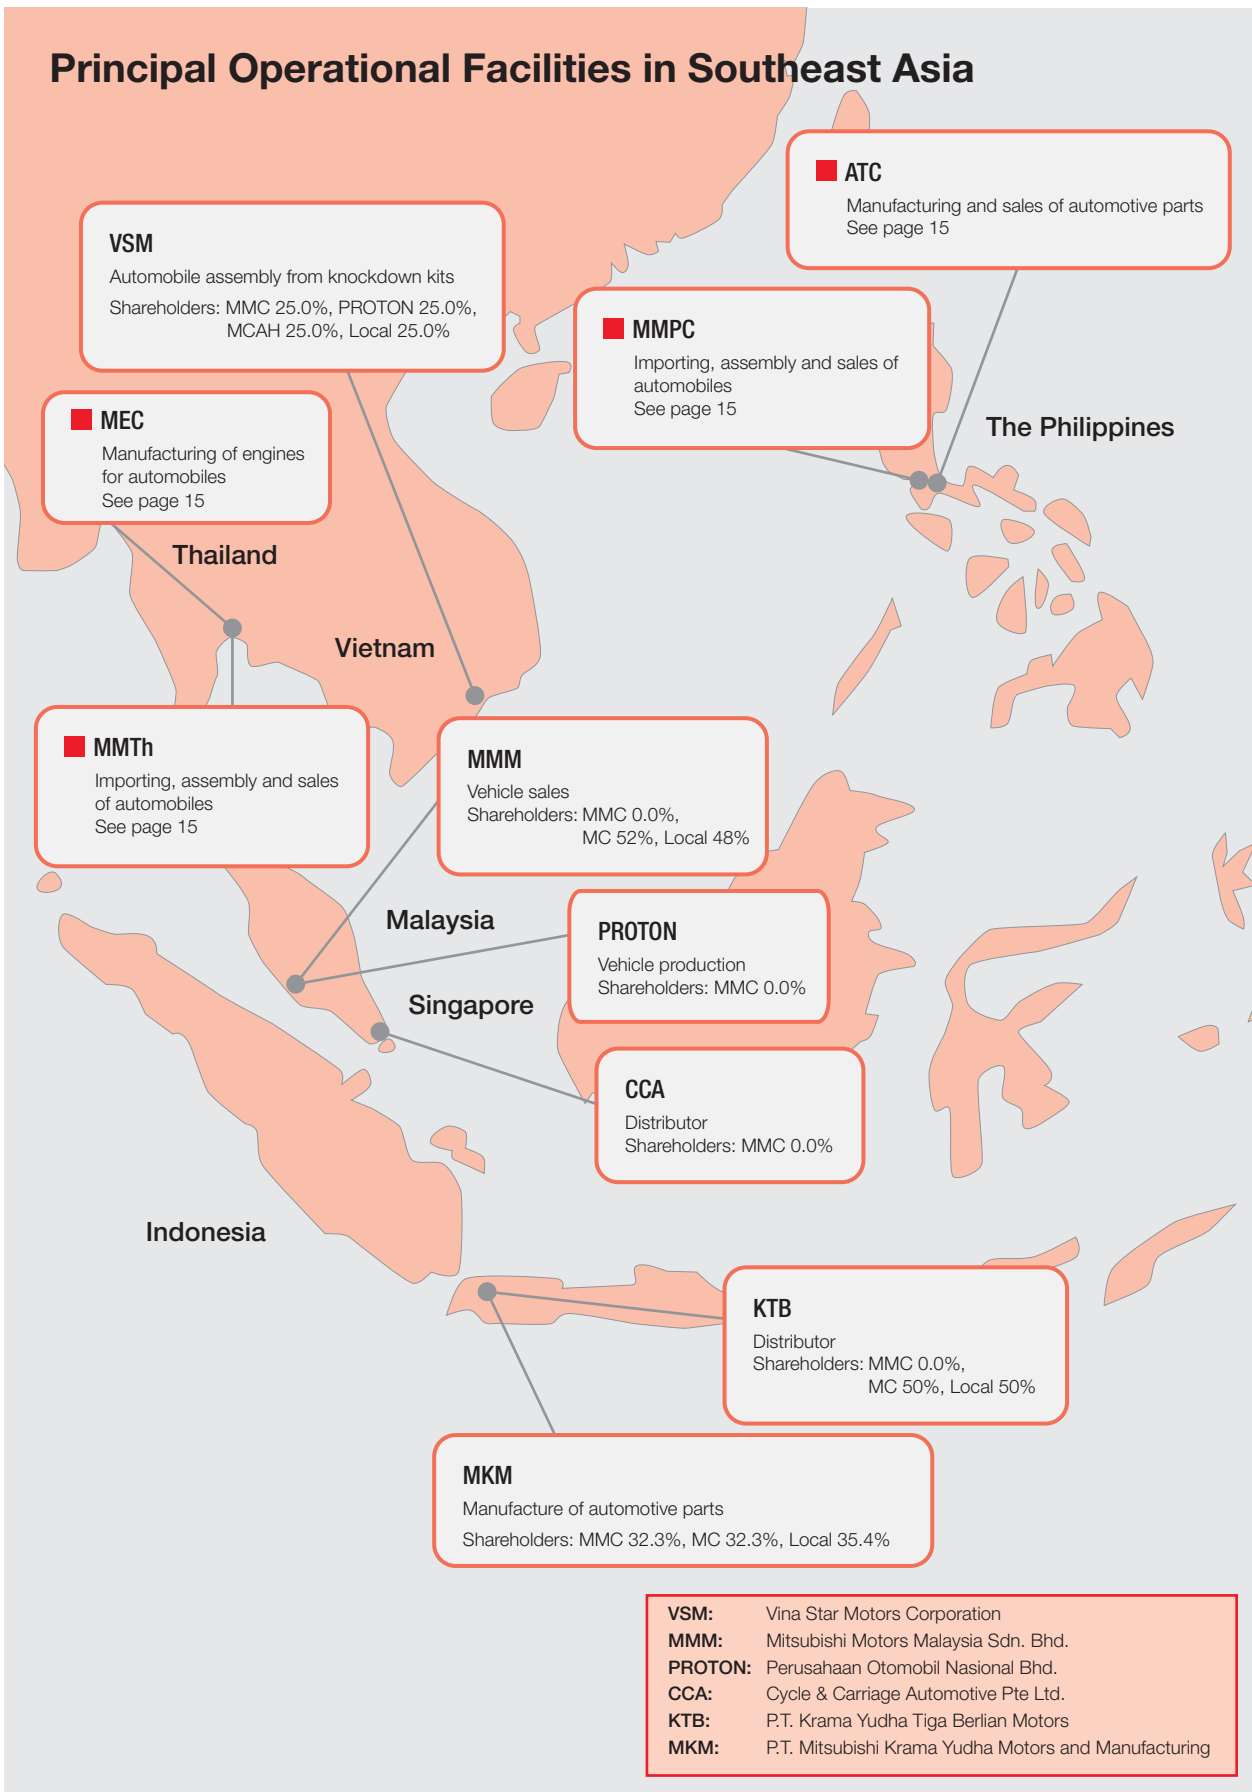 Principal Operational Facilities in Southeast Asia
ATC
Manufacturing and sales of automotive parts
See page 15
VSM
Automobile assembly from knockdown kits
Shareholders: MMC 25.0%, PROTON 25.0%,
MCAH 25.0%, Local 25.0%
MMPC
Importing, assembly and sales of
automobiles
See page 15
MEC
Manufacturing of engines
for automobiles
See page 15
The Philippines
Thailand
Vietnam
MMTh
Importing, assembly and sales
of automobiles
See page 15
MMM
Vehicle sales
Shareholders: MMC 0.0%,
MC 52%, Local 48%
Malaysia
PROTON
Vehicle production
Shareholders: MMC 0.0%
Singapore
CCA
Distributor
Shareholders: MMC 0.0%
Indonesia
KTB
Distributor
Shareholders: MMC 0.0%,
MC 50%, Local 50%
MKM
Manufacture of automotive parts
Shareholders: MMC 32.3%, MC 32.3%, Local 35.4%
VSM: Vina Star Motors Corporation
MMM: Mitsubishi Motors Malaysia Sdn. Bhd.
PROTON: Perusahaan Otomobil Nasional Bhd.
CCA: Cycle & Carriage Automotive Pte Ltd.
KTB: P.T. Krama Yudha Tiga Berlian Motors
MKM: P.T. Mitsubishi Krama Yudha Motors and Manufacturing